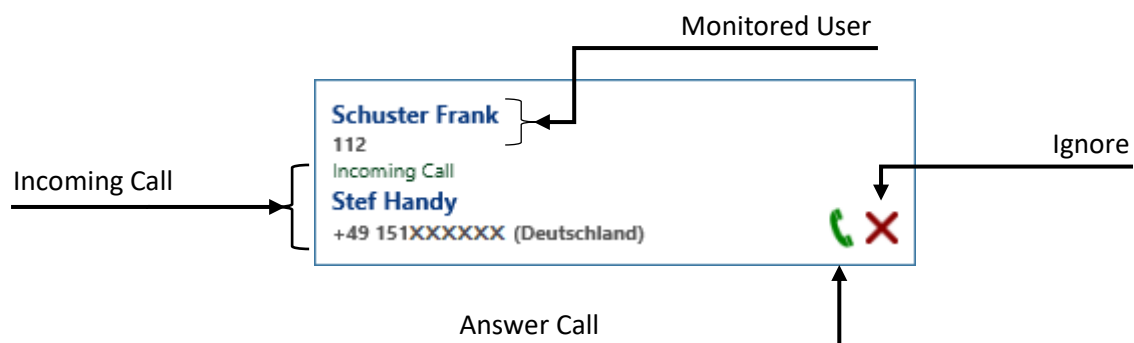 Monitored User
Schuster Frank
112
Ignore
Incoming Call
Incoming Call
Stef Handy
+49 151XXXXXX (Deutschland)
Answer Call